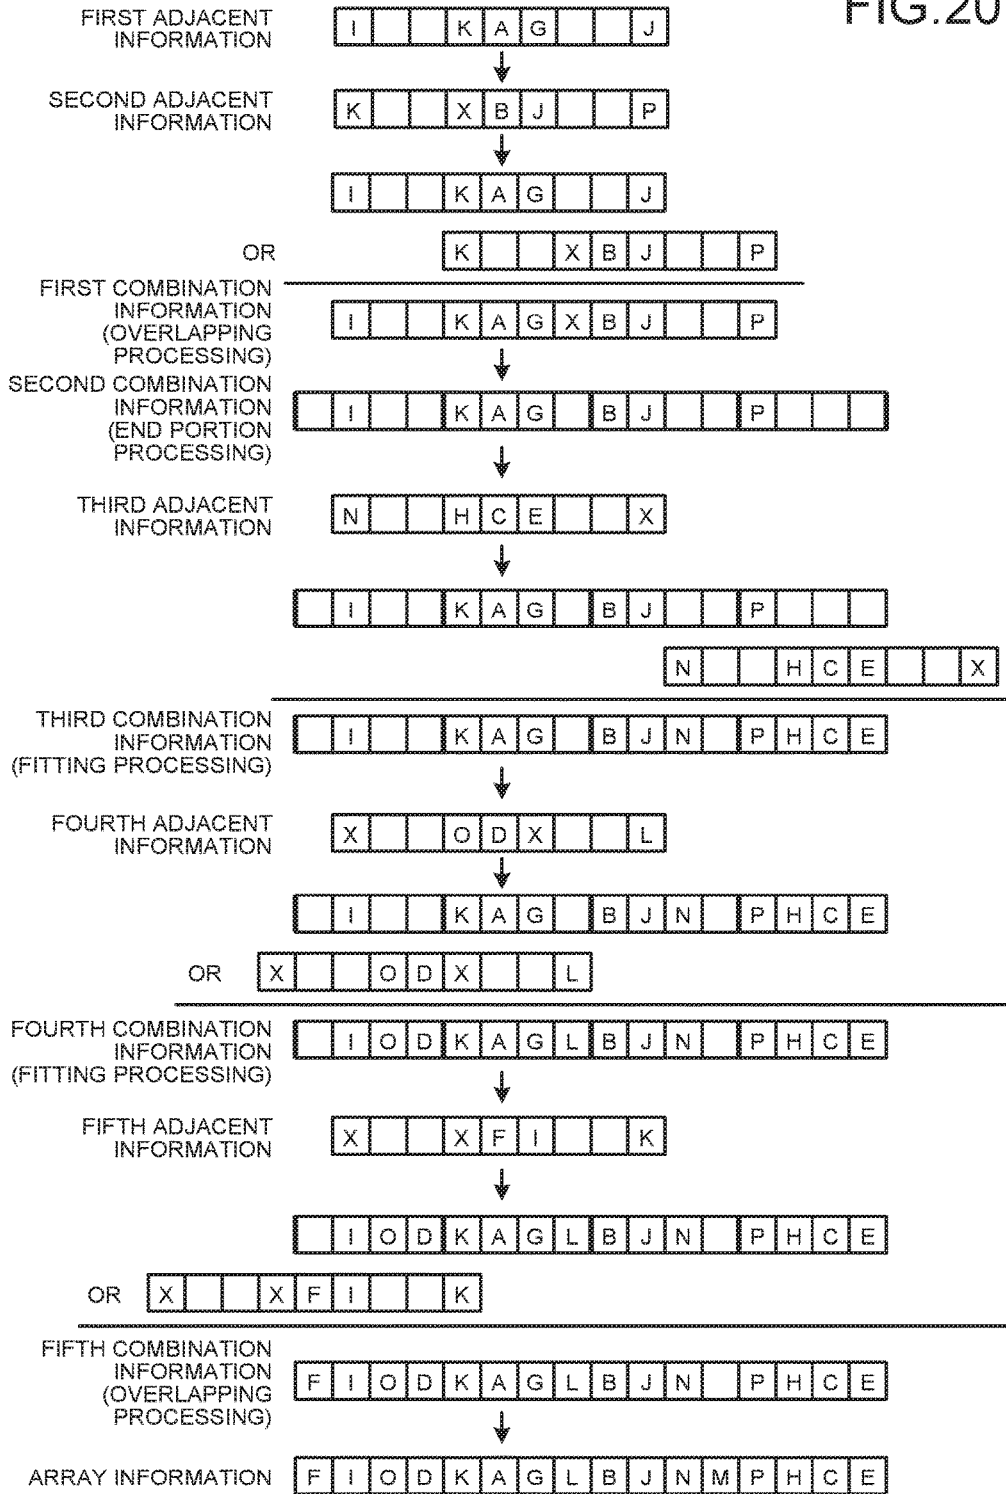 FIG.20
FIRST ADJACENT
INFORMATION
I K A G J
SECOND ADJACENT
INFORMATION
K X B J P
I K A G J
OR
K X B J P
FIRST COMBINATION
INFORMATION
(OVERLAPPING
PROCESSING)
I K A G X B J P
SECOND COMBINATION
INFORMATION
(END PORTION
PROCESSING)
I K A G B J P
THIRD ADJACENT
INFORMATION
N H C E X
I K A G B J P
N H C E X
THIRD COMBINATION
INFORMATION
(FITTING PROCESSING)
I K A G B J N P H C E
FOURTH ADJACENT
INFORMATION
X O D X L
I K A G B J N P H C E
OR
X O D X L
FOURTH COMBINATION
INFORMATION
(FITTING PROCESSING)
I O D K A G L B J N P H C E
FIFTH ADJACENT
INFORMATION
X X F I K
I O D K A G L B J N P H C E
OR
X X F I K
FIFTH COMBINATION
INFORMATION
(OVERLAPPING
PROCESSING)
F I O D K A G L B J N P H C E
ARRAY INFORMATION
F I O D K A G L B J N M P H C E